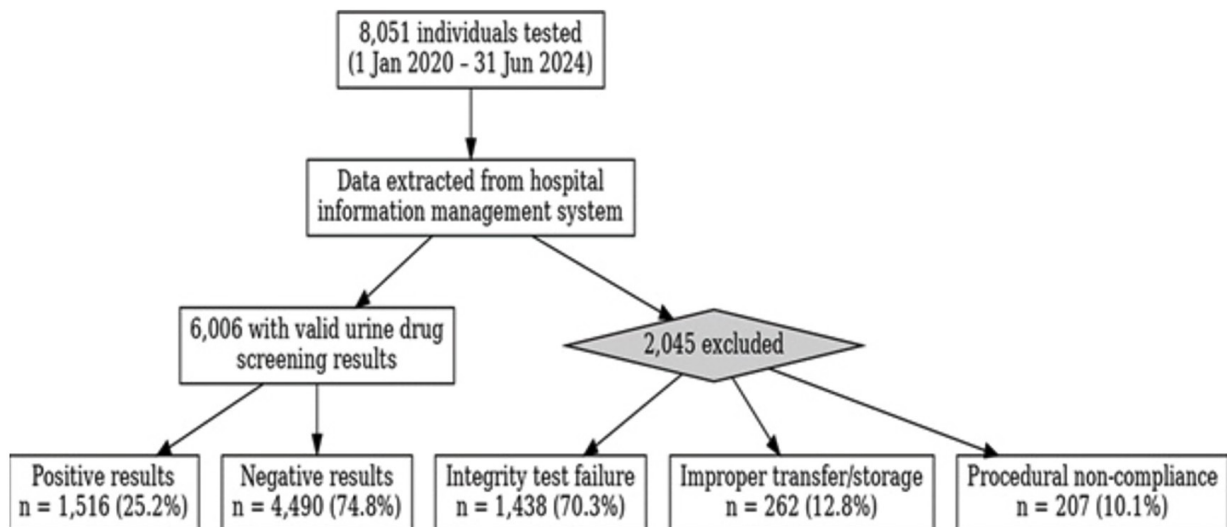 8,051 individuals tested
(1 Jan 2020 – 31 Jun 2024)
Data extracted from hospital
information management system
6,006 with valid urine drug
screening results
2,045 excluded
Positive results
n = 1,516 (25.2%)
Negative results
n = 4,490 (74.8%)
Integrity test failure
n = 1,438 (70.3%)
Improper transfer/storage
n = 262 (12.8%)
Procedural non-compliance
n = 207 (10.1%)